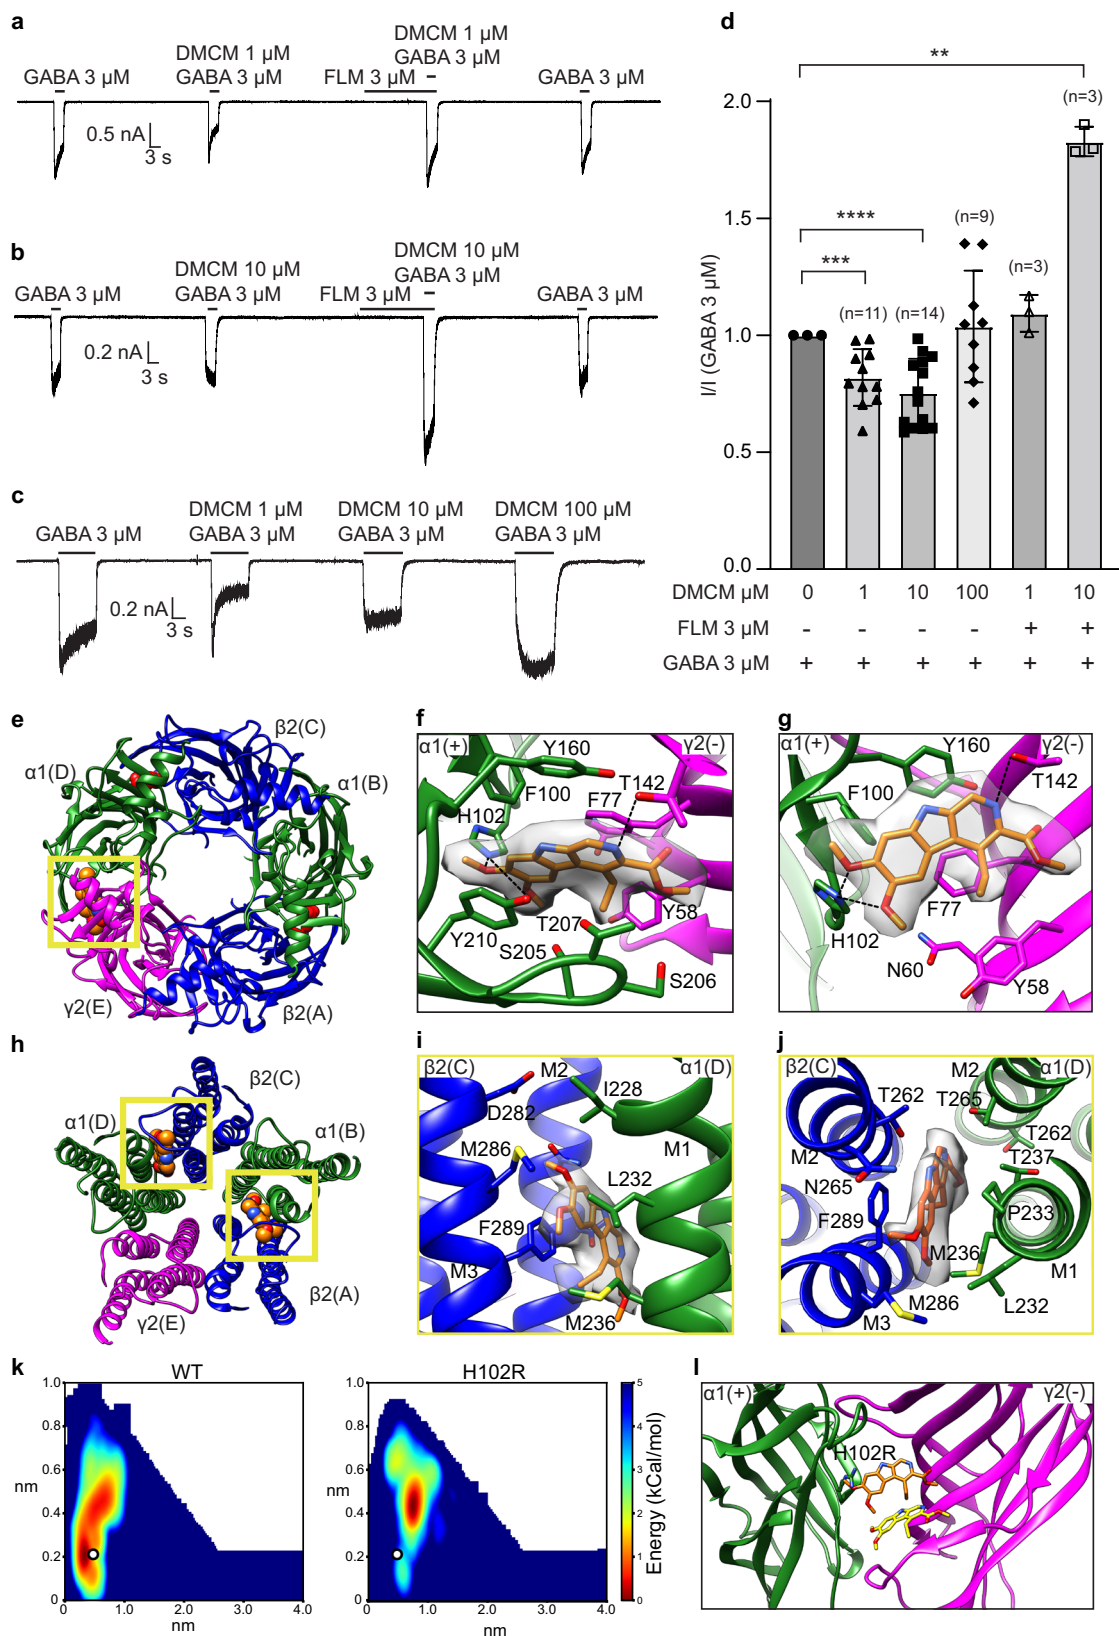 a
DMCM 1 μM
DMCM 1 μM GABA 3 μM
GABA 3 μM GABA 3 μM FLM 3 μM GABA 3 μM
0.5 nA
3 s
b
DMCM 10 μM
DMCM 10 μM GABA 3 μM
GABA 3 μM GABA 3 μM FLM 3 μM GABA 3 μM
0.2 nA
3 s
c
DMCM 1 μM DMCM 10 μM DMCM 100 μM
GABA 3 μM GABA 3 μM GABA 3 μM GABA 3 μM
0.2 nA
3 s
d
**
2.0
(n=3)
1.5
****
(n=9)
***
(n=3)
(n=11) (n=14)
1.0
0.5
0.0
I/I (GABA 3 μM)
DMCM μM 0 1 10 100 1 10
FLM 3 μM - - - - + +
GABA 3 μM + + + + + +
e
β2(C)
α1(D)
α1(B)
γ2(E)
β2(A)
f
α1(+) γ2(-)
Y160
T142
F100
F77
H102
T207
Y58
Y210
S205
S206
g
α1(+) γ2(-)
Y160
T142
F100
F77
H102
N60
Y58
h
β2(C)
α1(D)
α1(B)
β2(A)
γ2(E)
i
β2(C) M2 α1(D)
I228
D282
M1
M286
L232
F289
M3
M236
j
β2(C) M2 α1(D)
T262 T265
T262
M2
T237
N265
P233
F289
M236
M1
M286
L232
M3
k
WT H102R
1.0 1.0
0.8 0.8
0.6 0.6
nm nm
0.4 0.4
0.2 0.2
0 0
0 1.0 2.0 3.0 4.0 0 1.0 2.0 3.0 4.0
nm nm
5
4
3
2
1
0
Energy (kCal/mol)
l
α1(+) γ2(-)
H102R